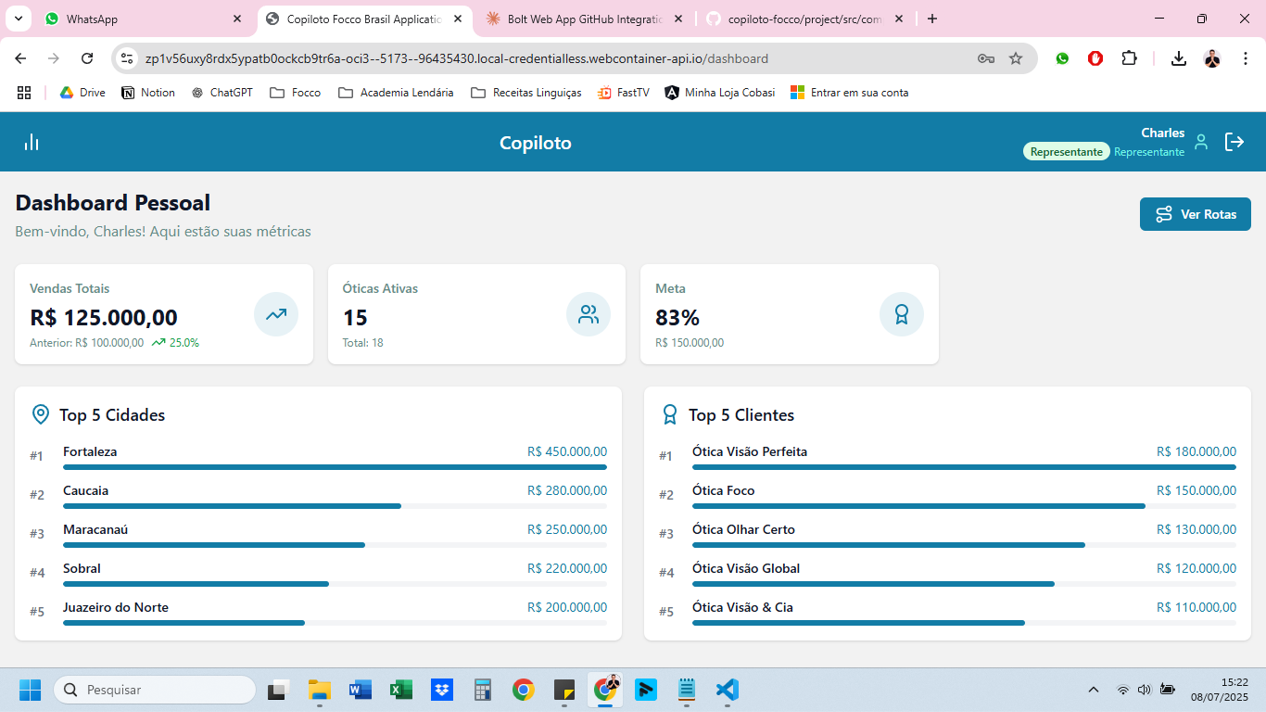 WhatsApp
Copiloto Focco Brasil Applicatio
Bolt Web App GitHub Integratio
copiloto-focco/project/src/com
zp1v56uxy8rdx5ypatb0ockcb9tr6a-oci3--5173--96435430.local-credentialless.webcontainer-api.io/dashboard
Drive Notion ChatGPT Focco Academia Lendária Receitas Linguiças FastTV Minha Loja Cobasi Entrar em sua conta
Copiloto
Charles
Representante Representante
Dashboard Pessoal
Bem-vindo, Charles! Aqui estão suas métricas
Ver Rotas
Vendas Totais
R$ 125.000,00
Anterior: R$ 100.000,00 25.0%
Óticas Ativas
15
Total: 18
Meta
83%
R$ 150.000,00
Top 5 Cidades
#1 Fortaleza R$ 450.000,00
#2 Caucaia R$ 280.000,00
#3 Maracanaú R$ 250.000,00
#4 Sobral R$ 220.000,00
#5 Juazeiro do Norte R$ 200.000,00
Top 5 Clientes
#1 Ótica Visão Perfeita R$ 180.000,00
#2 Ótica Foco R$ 150.000,00
#3 Ótica Olhar Certo R$ 130.000,00
#4 Ótica Visão Global R$ 120.000,00
#5 Ótica Visão & Cia R$ 110.000,00
Pesquisar
15:22
08/07/2025